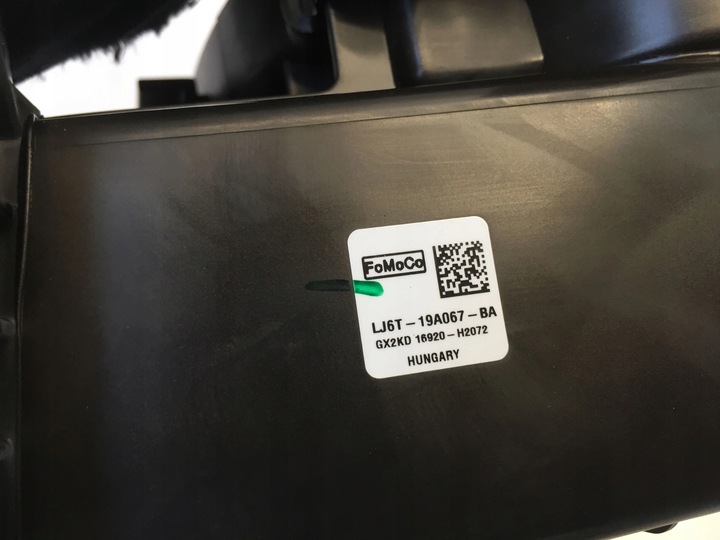 FoMoCo
LJ6T-19A067-BA
GX2KD 16920-H2072
HUNGARY